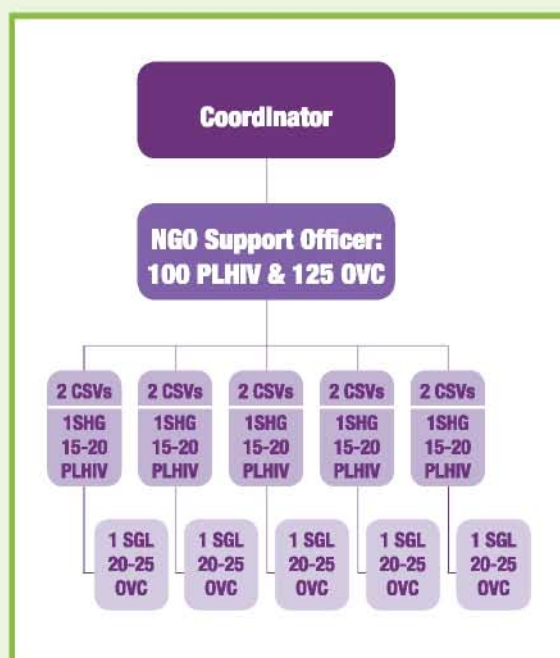 Coordinator
NGO Support Officer:
100 PLHIV & 125 OVC
2 CSVs
1SHG
15-20
PLHIV
2 CSVs
1SHG
15-20
PLHIV
2 CSVs
1SHG
15-20
PLHIV
2 CSVs
1SHG
15-20
PLHIV
2 CSVs
1SHG
15-20
PLHIV
1 SGL
20-25
OVC
1 SGL
20-25
OVC
1 SGL
20-25
OVC
1 SGL
20-25
OVC
1 SGL
20-25
OVC